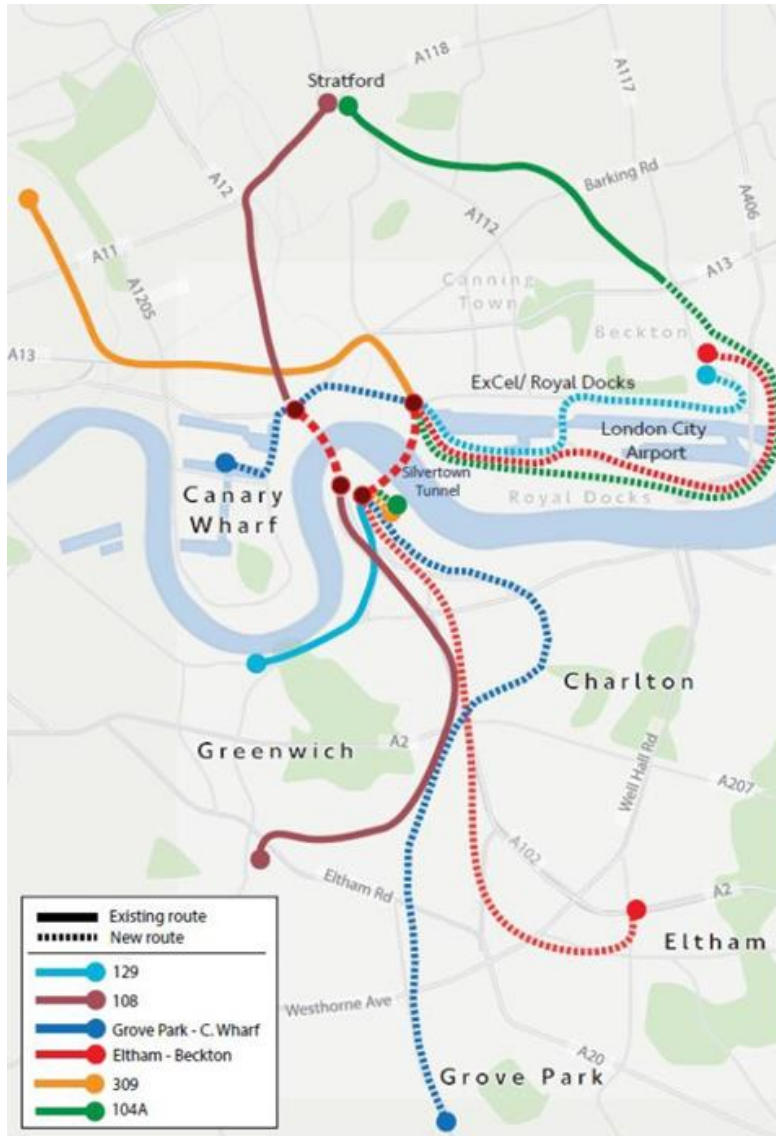 A118
A117
Stratford
A12
Barking Rd
A112
A406
A11
Canning
Town
A13
A1205
Beckton
A13
ExCel/ Royal Docks
London City
Airport
Silvertown
Tunnel
Royal Docks
Canary
Wharf
Charlton
Greenwich
A2
Well Hall Rd
A207
A102
Eltham Rd
A2
Eltham
Existing route
New route
129
108
Grove Park - C. Wharf
Eltham - Beckton
309
104A
Westhorne Ave
A20
Grove Park